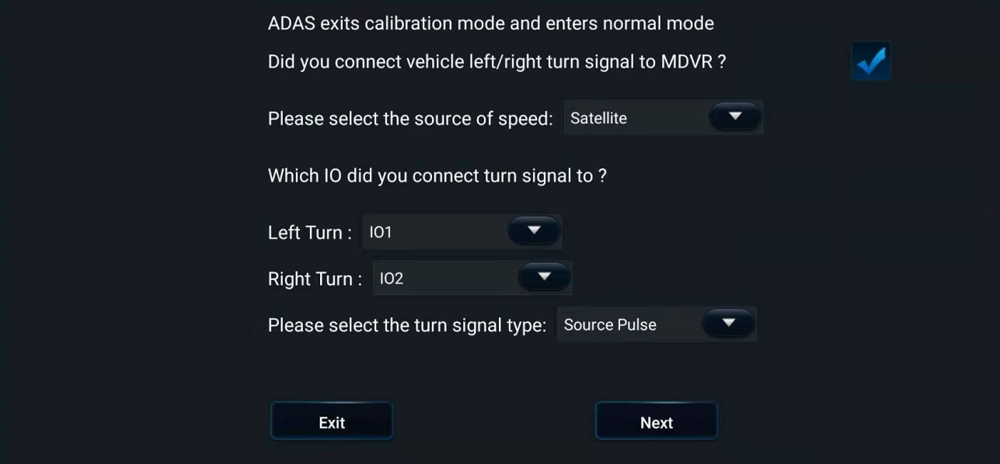 ADAS exits calibration mode and enters normal mode
Did you connect vehicle left/right turn signal to MDVR ?
Please select the source of speed: Satellite
Which IO did you connect turn signal to ?
Left Turn : IO1
Right Turn : IO2
Please select the turn signal type: Source Pulse
Exit Next